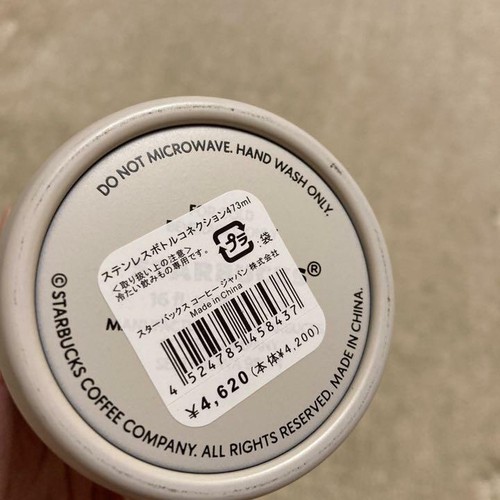 DO NOT MICROWAVE. HAND WASH ONLY.
ステンレスボトルコネクション473ml
<取り扱い上の注意>
冷たい飲みもの専用です。
プラ :袋
スターバックス コーヒー ジャパン 株式会社
Made in China
4 524785 458437
¥4,620(本体¥4,200)
©STARBUCKS COFFEE COMPANY. ALL RIGHTS RESERVED. MADE IN CHINA.